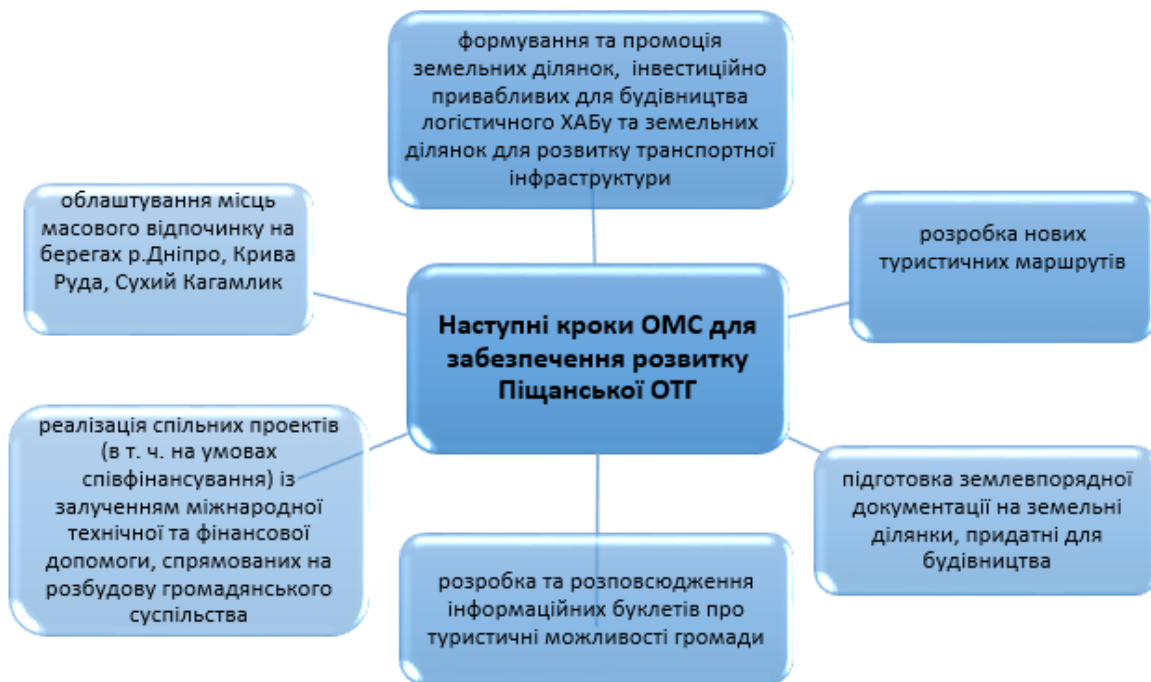 формування та промоція
земельних ділянок, інвестиційно
привабливих для будівництва
логістичного ХАБу та земельних
ділянок для розвитку транспортної
інфраструктури
облаштування місць
масового відпочинку на
берегах р.Дніпро, Крива
Руда, Сухий Кагамлик
розробка нових
туристичних маршрутів
Наступні кроки ОМС для
забезпечення розвитку
Піщанської ОТГ
реалізація спільних проектів
(в т. ч. на умовах
співфінансування) із
залученням міжнародної
технічної та фінансової
допомоги, спрямованих на
розбудову громадянського
суспільства
підготовка землевпорядної
документації на земельні
ділянки, придатні для
будівництва
розробка та розповсюдження
інформаційних буклетів про
туристичні можливості громади